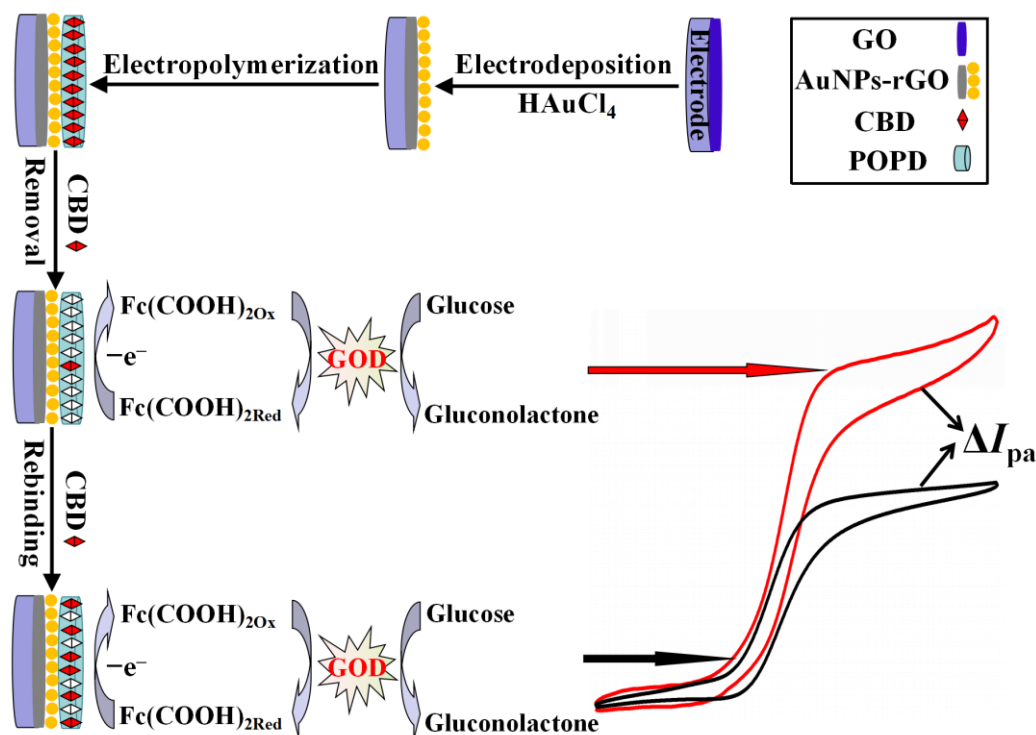 Electropolymerization
Electrodeposition
HAuCl₄
Electrode
GO
AuNPs-rGO
CBD
POPD
Removal
CBD
Fc(COOH)₂Ox
−e⁻
Fc(COOH)₂Red
GOD
Glucose
Gluconolactone
ΔIpa
Rebinding
CBD
Fc(COOH)₂Ox
−e⁻
Fc(COOH)₂Red
GOD
Glucose
Gluconolactone